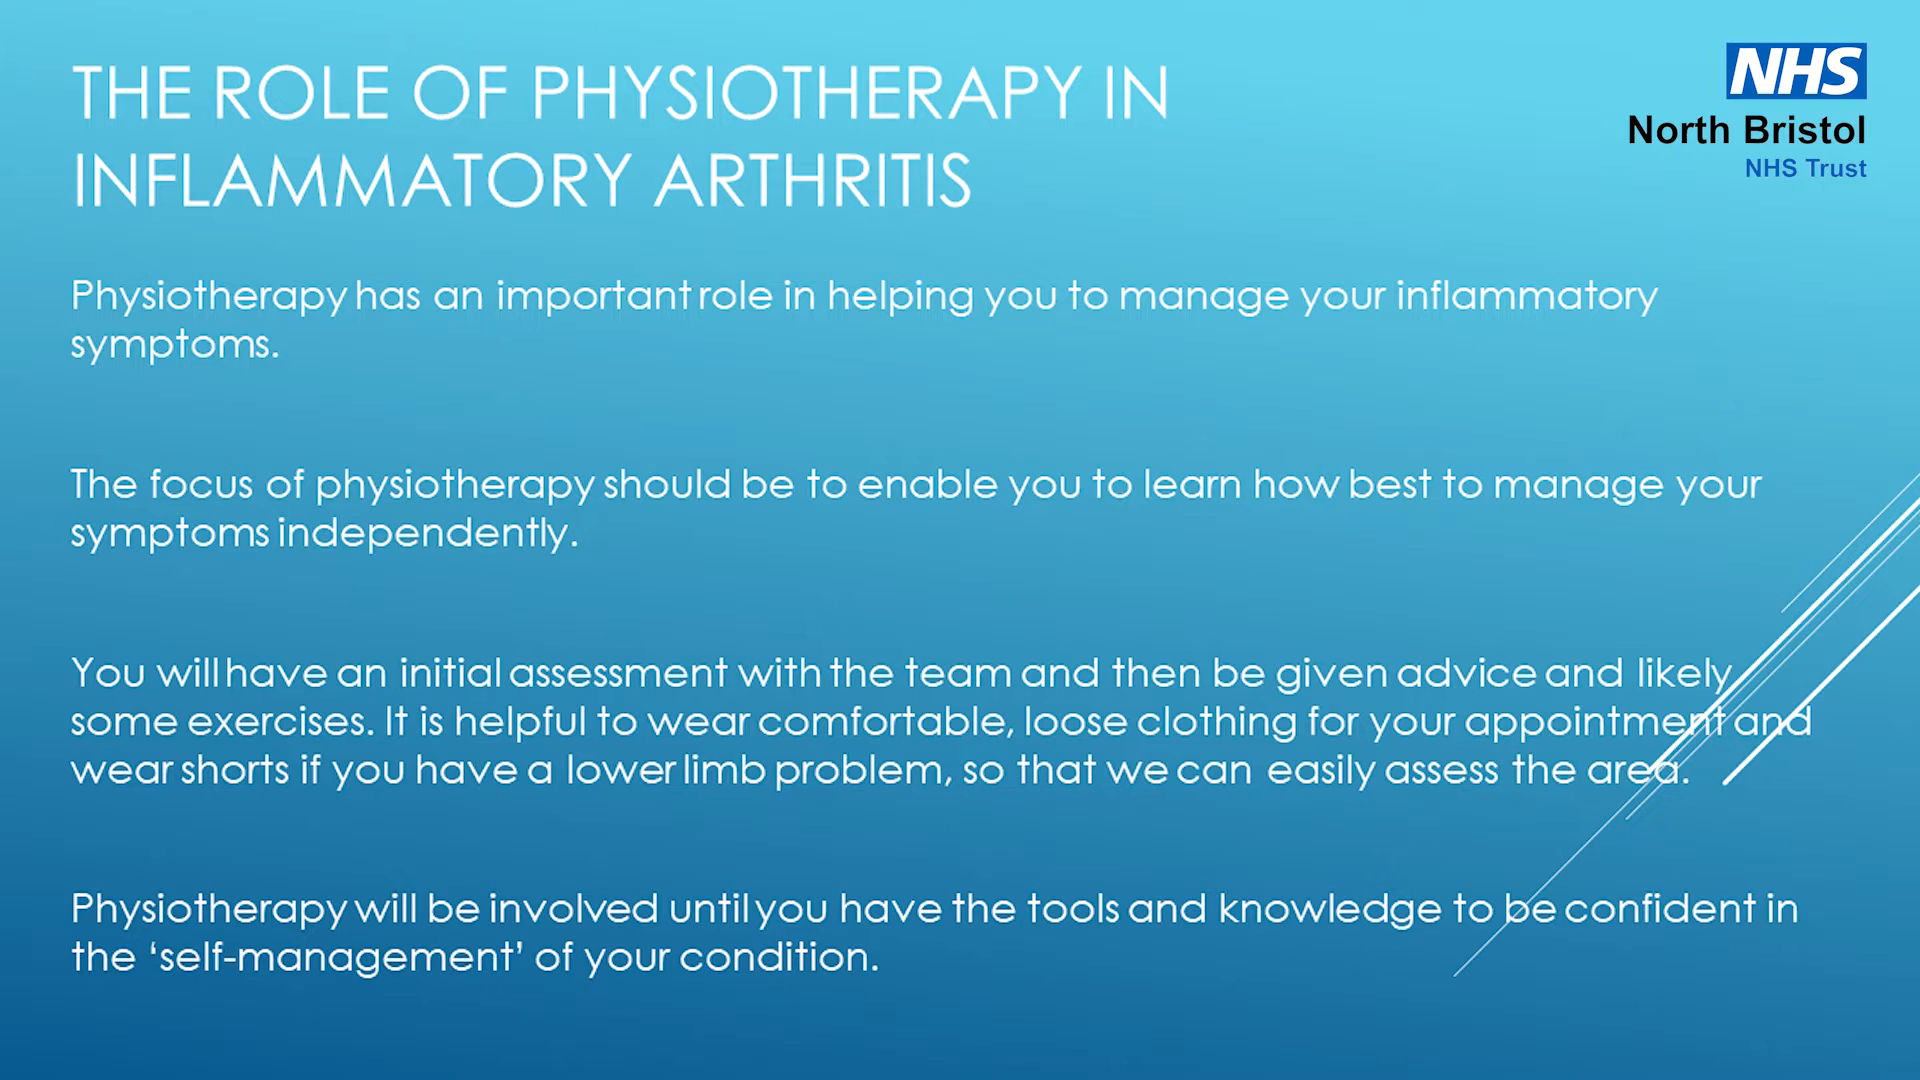 THE ROLE OF PHYSIOTHERAPY IN
INFLAMMATORY ARTHRITIS
NHS
North Bristol
NHS Trust
Physiotherapy has an important role in helping you to manage your inflammatory
symptoms.
The focus of physiotherapy should be to enable you to learn how best to manage your
symptoms independently.
You will have an initial assessment with the team and then be given advice and likely
some exercises. It is helpful to wear comfortable, loose clothing for your appointment and
wear shorts if you have a lower limb problem, so that we can easily assess the area.
Physiotherapy will be involved until you have the tools and knowledge to be confident in
the ‘self-management’ of your condition.